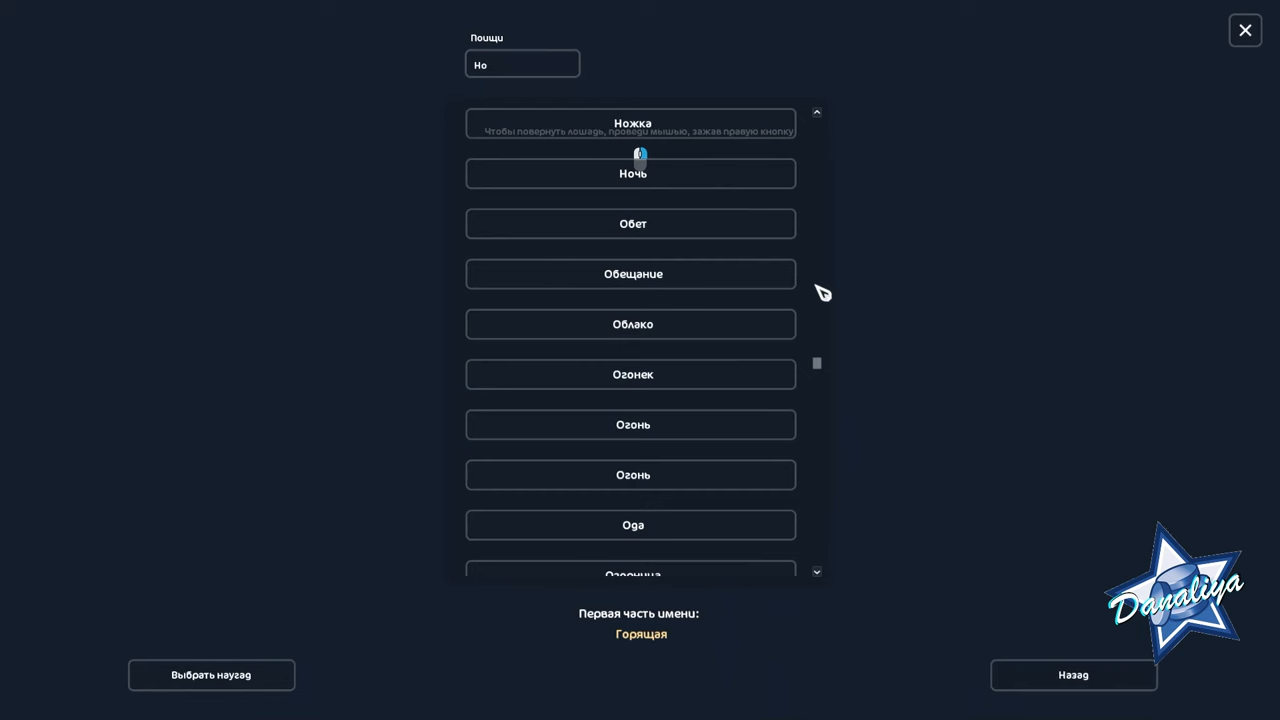 Поищи
Но
Ножка
Чтобы повернуть лошадь, проведи мышью, зажав правую кнопку
Ночь
Обет
Обещание
Облако
Огонек
Огонь
Огонь
Ода
Озорница
Danaliya
Первая часть имени:
Горящая
Выбрать наугад
Назад